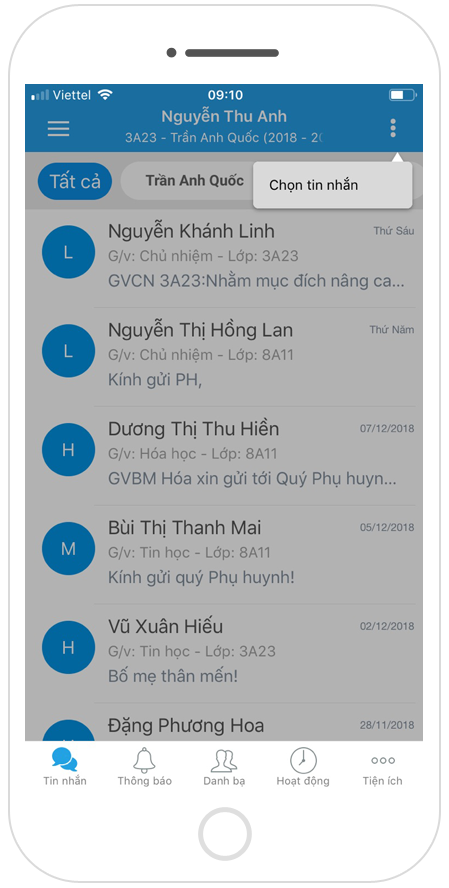 Viettel 09:10
Nguyễn Thu Anh
3A23 - Trần Anh Quốc (2018 - 20
Tất cả Trần Anh Quốc
Chọn tin nhắn
L Nguyễn Khánh Linh Thứ Sáu
G/v: Chủ nhiệm - Lớp: 3A23
GVCN 3A23:Nhằm mục đích nâng ca...
L Nguyễn Thị Hồng Lan Thứ Năm
G/v: Chủ nhiệm - Lớp: 8A11
Kính gửi PH,
H Dương Thị Thu Hiền 07/12/2018
G/v: Hóa học - Lớp: 8A11
GVBM Hóa xin gửi tới Quý Phụ huyn...
M Bùi Thị Thanh Mai 05/12/2018
G/v: Tin học - Lớp: 8A11
Kính gửi quý Phụ huynh!
H Vũ Xuân Hiếu 02/12/2018
G/v: Tin học - Lớp: 3A23
Bố mẹ thân mến!
Đặng Phương Hoa 28/11/2018
Tin nhắn Thông báo Danh bạ Hoạt động Tiện ích